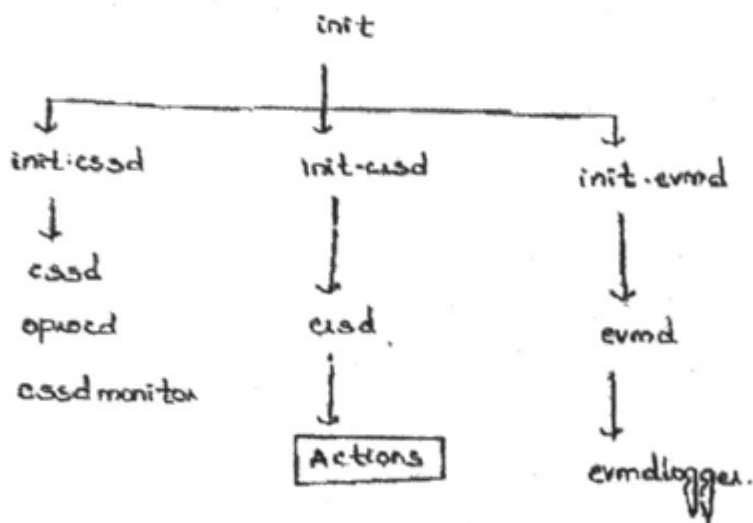 init
init.cssd
init.crsd
init.evmd
cssd
oprocd
crsd
evmd
cssdmonitor
Actions
evmdlogger.